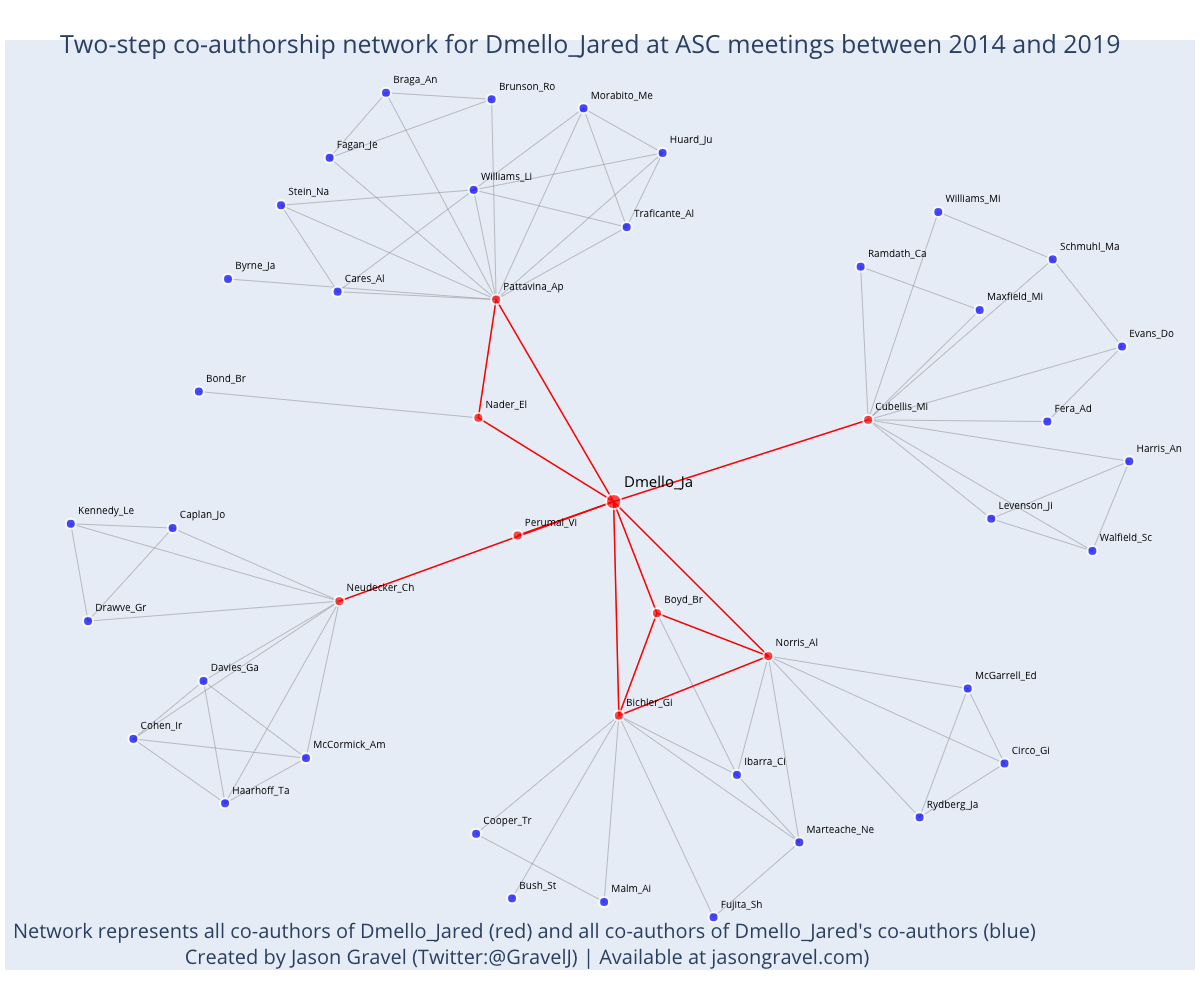 Two-step co-authorship network for Dmello_Jared at ASC meetings between 2014 and 2019
Braga_An
Brunson_Ro
Morabito_Me
Fagan_Je
Huard_Ju
Williams_Li
Stein_Na
Traficante_Al
Williams_Mi
Schmuhl_Ma
Ramdath_Ca
Byrne_Ja
Cares_Al
Pattavina_Ap
Maxfield_Mi
Evans_Do
Bond_Br
Nader_El
Cubellis_Mi
Fera_Ad
Harris_An
Dmello_Ja
Levenson_Ji
Kennedy_Le
Caplan_Jo
Perumal_Vi
Walfield_Sc
Neudecker_Ch
Drawve_Gr
Boyd_Br
Norris_Al
Davies_Ga
McGarrell_Ed
Bichler_Gi
Cohen_Ir
McCormick_Am
Ibarra_Ci
Circo_Gi
Haarhoff_Ta
Rydberg_Ja
Cooper_Tr
Marteache_Ne
Bush_St
Malm_Ai
Fujita_Sh
Network represents all co-authors of Dmello_Jared (red) and all co-authors of Dmello_Jared's co-authors (blue)
Created by Jason Gravel (Twitter:@GravelJ) | Available at jasongravel.com)